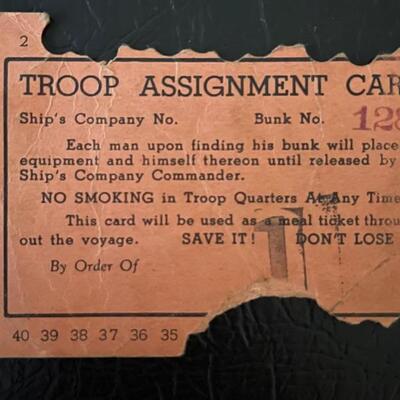 2
TROOP ASSIGNMENT CAR
Ship's Company No. Bunk No. 128
Each man upon finding his bunk will place
equipment and himself thereon until released by
Ship's Company Commander.
NO SMOKING in Troop Quarters At Any Time
This card will be used as a meal ticket throu
out the voyage. SAVE IT! DON'T LOSE
By Order Of
40 39 38 37 36 35